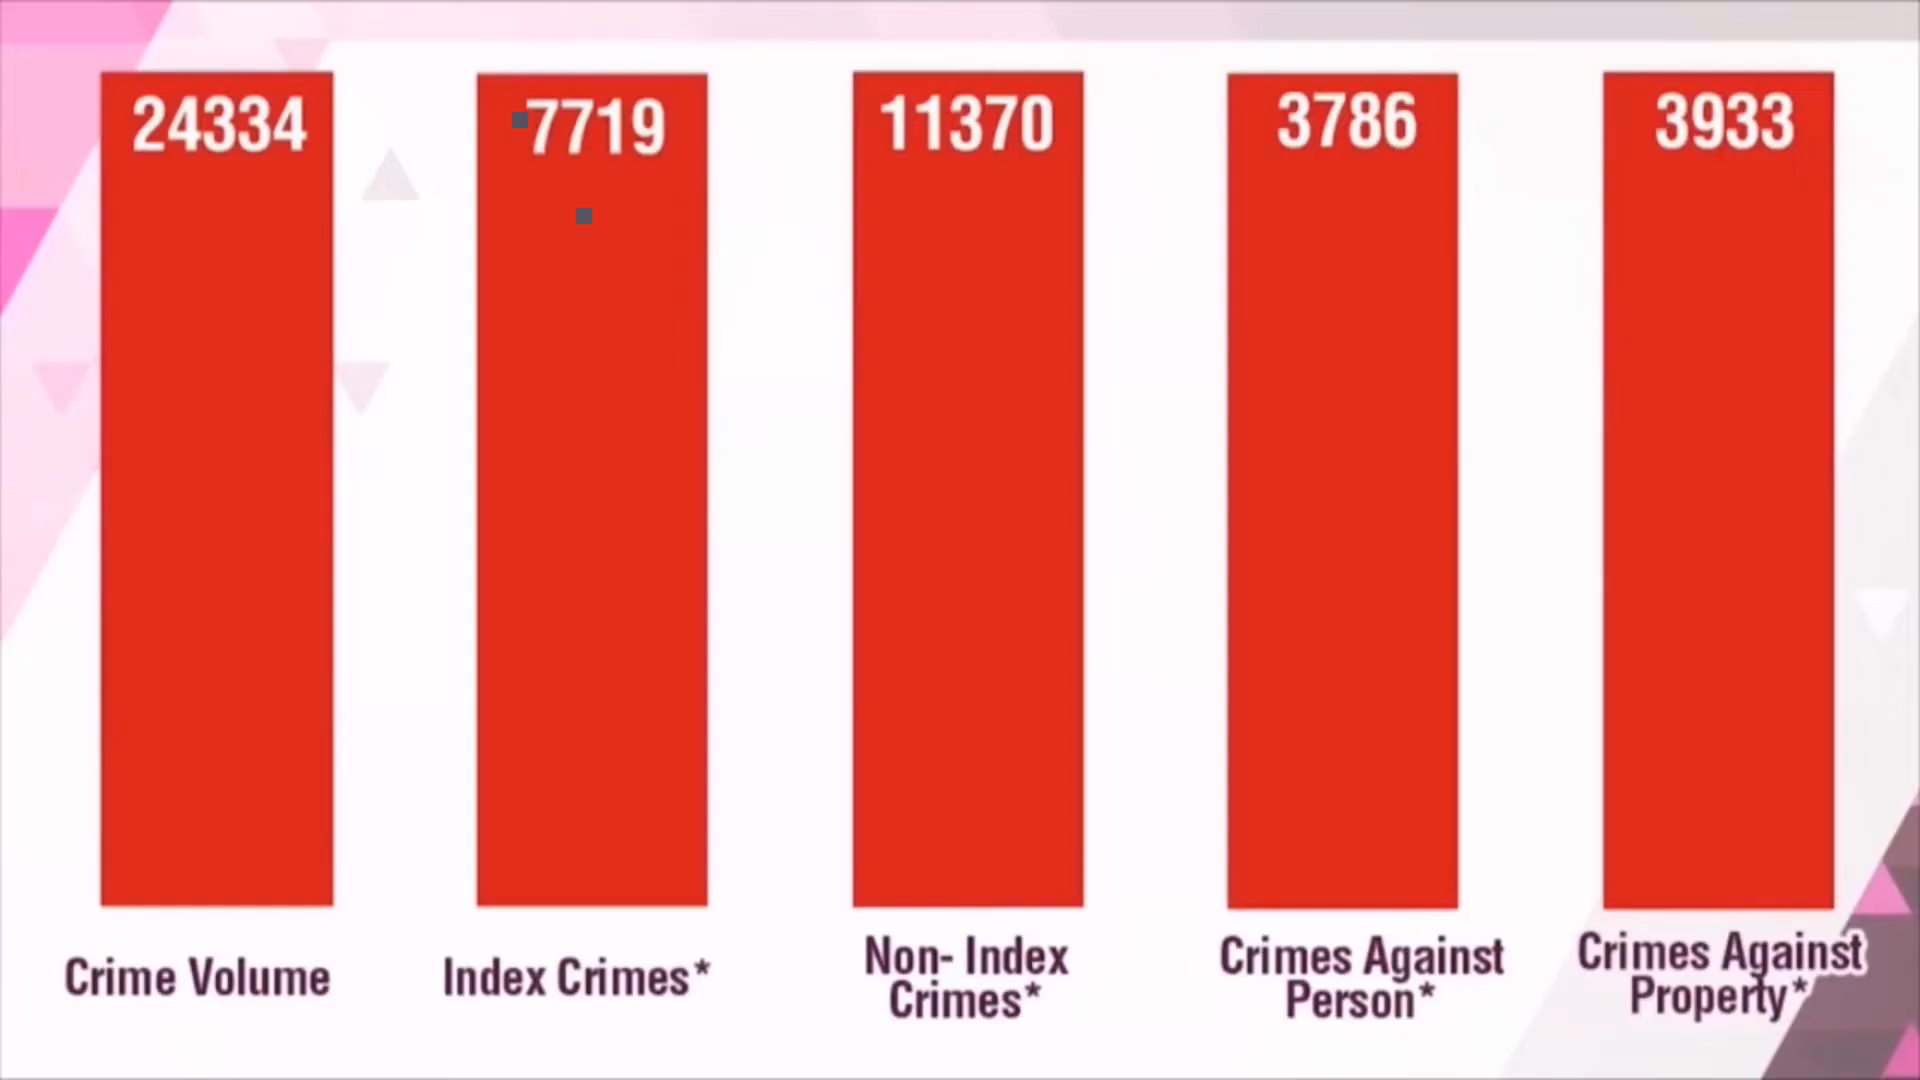 24334
7719
11370
3786
3933
Crime Volume
Index Crimes*
Non- Index
Crimes*
Crimes Against
Person*
Crimes Against
Property*